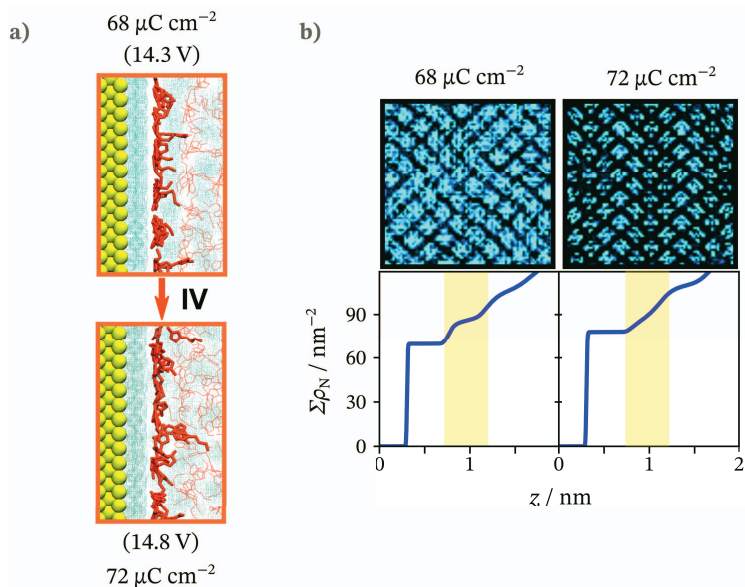 a)
68 μC cm⁻²
(14.3 V)
IV
(14.8 V)
72 μC cm⁻²
b)
68 μC cm⁻² 72 μC cm⁻²
Σρ_N / nm⁻²
90
60
30
0
0 1 0 1 2
z / nm